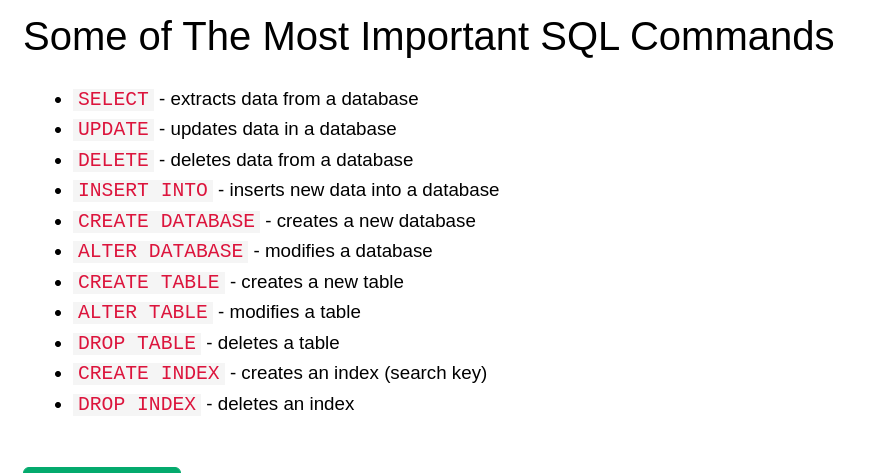 Some of The Most Important SQL Commands
• SELECT - extracts data from a database
• UPDATE - updates data in a database
• DELETE - deletes data from a database
• INSERT INTO - inserts new data into a database
• CREATE DATABASE - creates a new database
• ALTER DATABASE - modifies a database
• CREATE TABLE - creates a new table
• ALTER TABLE - modifies a table
• DROP TABLE - deletes a table
• CREATE INDEX - creates an index (search key)
• DROP INDEX - deletes an index